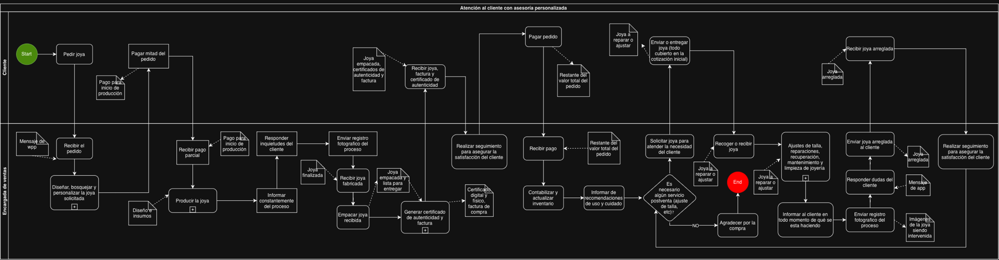 Atención al cliente con asesoría personalizada
Cliente
Start
Pedir joya
Pagar mitad del
pedido
Pago para
inicio de
producción
Joya
empacada,
certificados de
autenticidad y
factura
Recibir joya,
factura y
certificado de
autenticidad
Pagar pedido
Restante del
valor total del
pedido
Joya a
reparar o
ajustar
Enviar o entregar
joya (todo
cubierto en la
cotización inicial)
Recibir joya arreglada
Joya
arreglada
Encargada de ventas
Mensaje de
wpp
Recibir el
pedido
Diseñar, bosquejar y
personalizar la joya
solicitada
Diseño e
insumos
Recibir pago
parcial
Pago para
inicio de
producción
Producir la joya
Responder
inquietudes del
cliente
Informar
constantemente
del proceso
Enviar registro
fotografico del
proceso
Joya
finalizada
Recibir joya
fabricada
Empacar joya
recibida
Joya
empacada y
lista para
entregar
Generar certificado
de autenticidad y
factura
Certificado
digital y
físico,
factura de
compra
Realizar seguimiento
para asegurar la
satisfacción del cliente
Recibir pago
Restante del
valor total del
pedido
Contabilizar y
actualizar
inventario
Informar de
recomendaciones
de uso y cuidado
Es
necesario
algún servicio
postventa (ajuste
de talla,
etc)?
Solicitar joya para
atender la necesidad
del cliente
NO
Agradecer por la
compra
End
Recoger o recibir
joya
Joya a
reparar o
ajustar
Joya a
reparar o
ajustar
Ajustes de talla,
reparaciones,
recuperación,
mantenimiento y
limpieza de joyería
Informar al cliente en
todo momento de qué se
esta haciendo
Enviar registro
fotografico del
proceso
Imágenes
de la joya
siendo
intervenida
Responder dudas del
cliente
Mensaje
de app
Enviar joya arreglada
al cliente
Joya
arreglada
Realizar seguimiento
para asegurar la
satisfacción del cliente